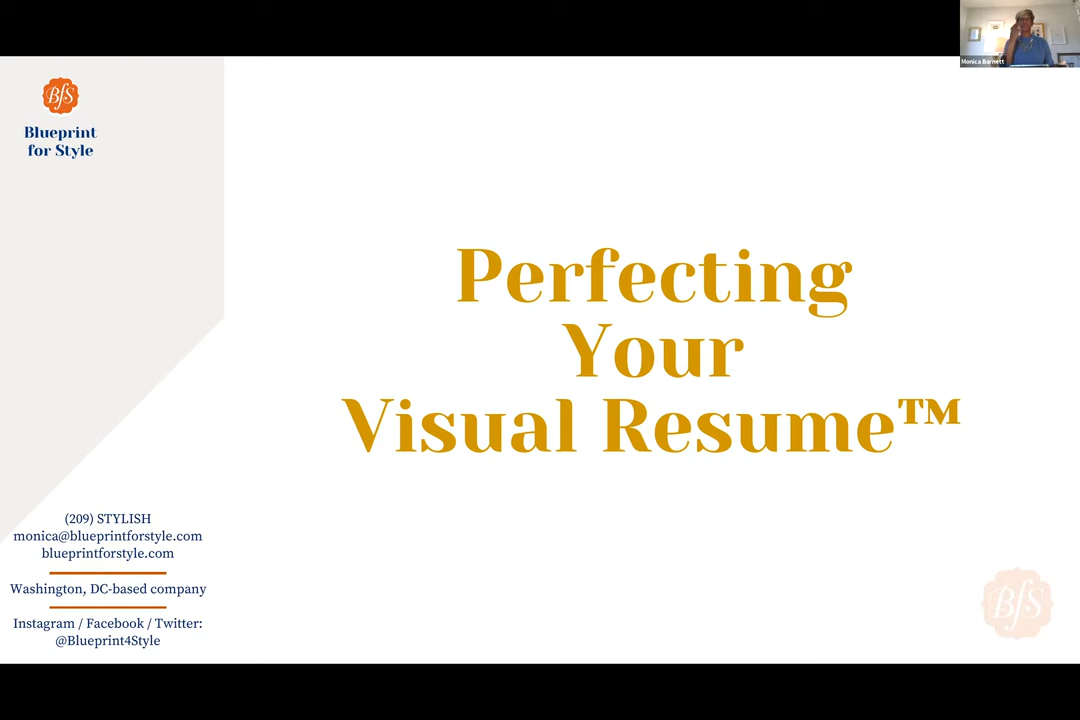 BfS
Blueprint
for Style
Monica Barnett
Perfecting
Your
Visual Resume™
(209) STYLISH
monica@blueprintforstyle.com
blueprintforstyle.com
Washington, DC-based company
Instagram / Facebook / Twitter:
@Blueprint4Style
BfS